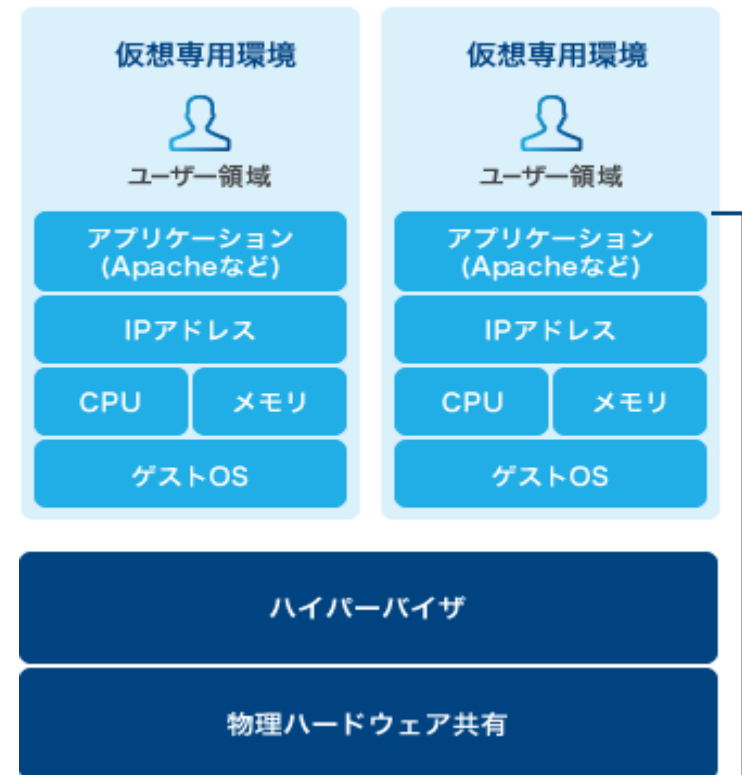 仮想専用環境
ユーザー領域
アプリケーション
(Apacheなど)
IPアドレス
CPU
メモリ
ゲストOS
仮想専用環境
ユーザー領域
アプリケーション
(Apacheなど)
IPアドレス
CPU
メモリ
ゲストOS
ハイパーバイザ
物理ハードウェア共有